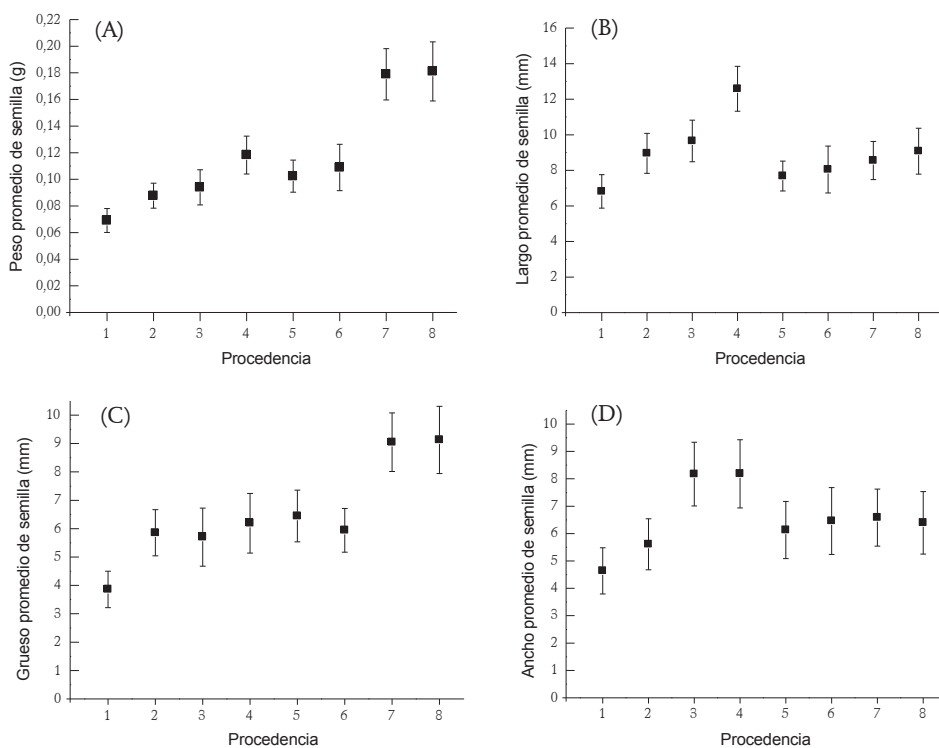 (A)
Peso promedio de semilla (g)
0,22
0,20
0,18
0,16
0,14
0,12
0,10
0,08
0,06
0,04
0,02
0,00
1 2 3 4 5 6 7 8
Procedencia
(B)
Largo promedio de semilla (mm)
16
14
12
10
8
6
4
2
0
1 2 3 4 5 6 7 8
Procedencia
(C)
Grueso promedio de semilla (mm)
10
9
8
7
6
5
4
3
2
1
0
1 2 3 4 5 6 7 8
Procedencia
(D)
Ancho promedio de semilla (mm)
10
9
8
7
6
5
4
3
2
1
0
1 2 3 4 5 6 7 8
Procedencia